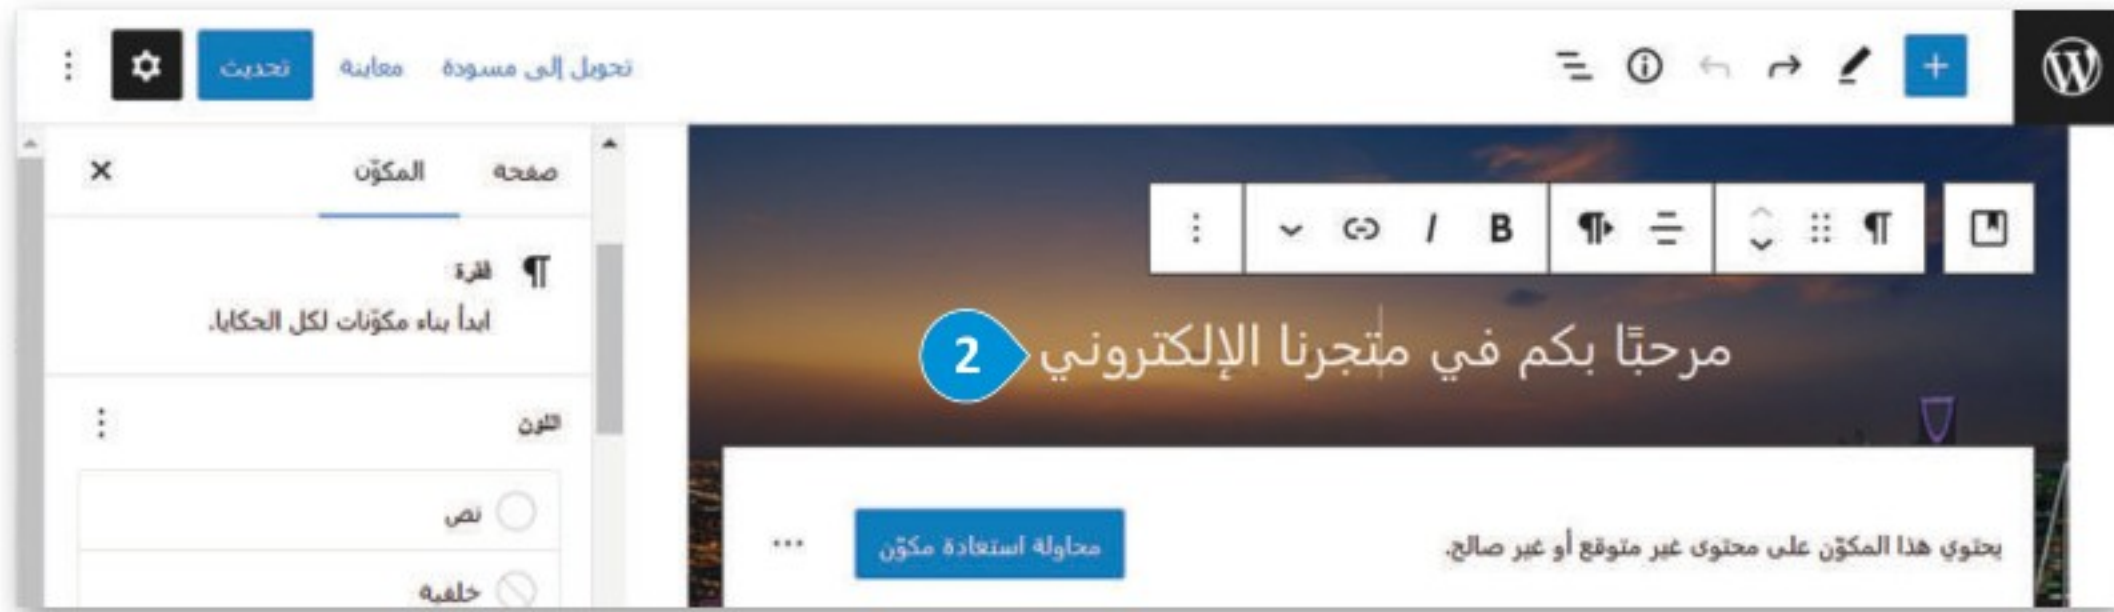 تحويل إلى مسودة
معاينة
تحديث
صفحة
المكوّن
B I
مرحبًا بكم في متجرنا الإلكتروني
2
فقرة
ابدأ بناء مكوّنات لكل الحكايا.
اللون
نص
خلفية
يحتوي هذا المكوّن على محتوى غير متوقع أو غير صالح.
محاولة استعادة مكوّن